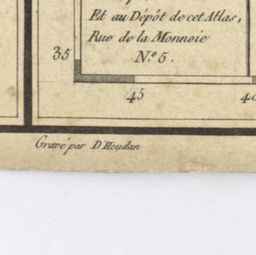 Et au Dépôt de cet Atlas,
Rue de la Monnoie
N.º 5.
35
45
40
Gravé par D. Houdan